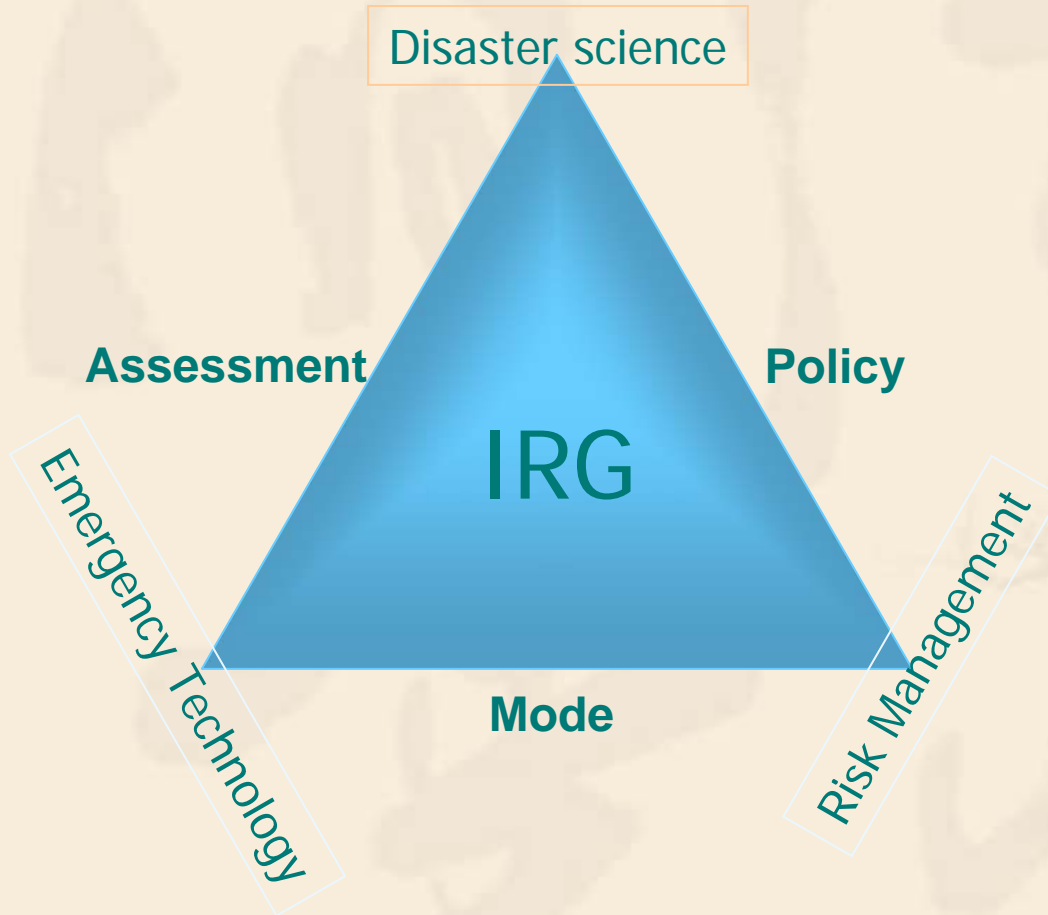 Disaster science
Assessment
Policy
IRG
Emergency Technology
Risk Management
Mode